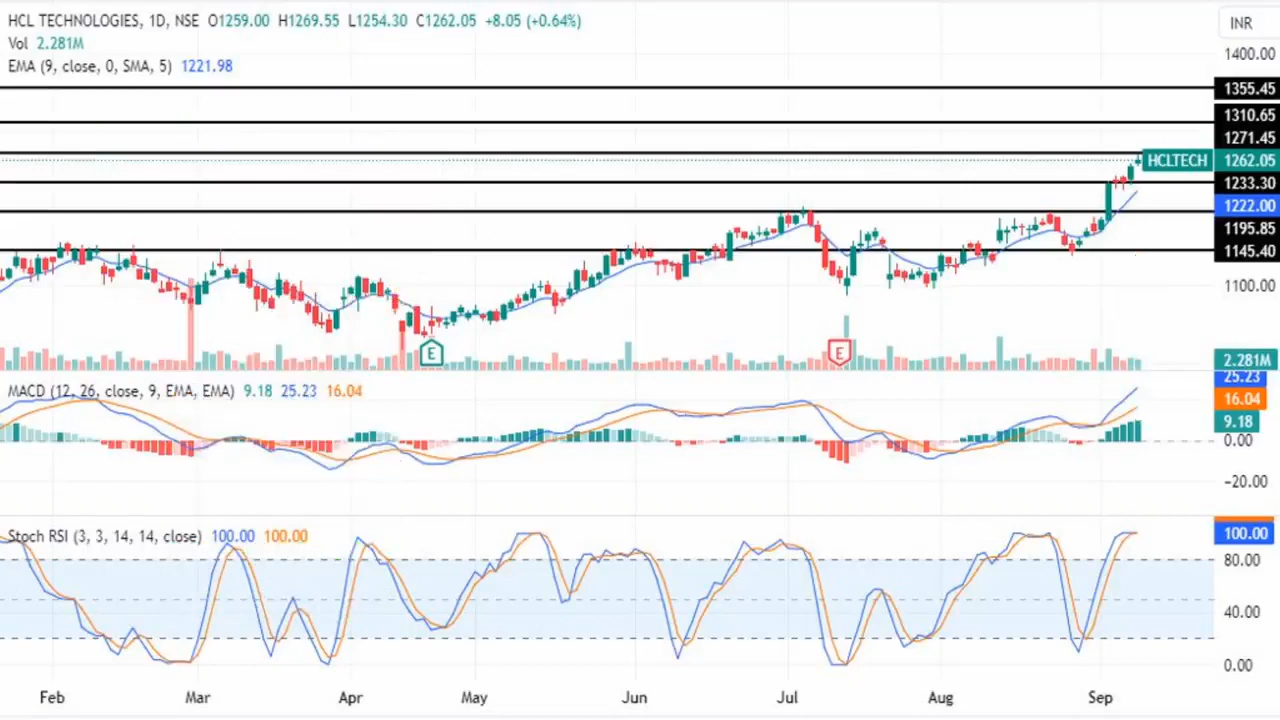 HCL TECHNOLOGIES, 1D, NSE O1259.00 H1269.55 L1254.30 C1262.05 +8.05 (+0.64%)
INR
Vol 2.281M
EMA (9, close, 0, SMA, 5) 1221.98
1400.00
1355.45
1310.65
1271.45
HCLTECH 1262.05
1233.30
1222.00
1195.85
1145.40
1100.00
E
E
2.281M
25.23
MACD (12, 26, close, 9, EMA, EMA) 9.18 25.23 16.04
16.04
9.18
0.00
−20.00
Stoch RSI (3, 3, 14, 14, close) 100.00 100.00
100.00
80.00
40.00
0.00
Feb Mar Apr May Jun Jul Aug Sep